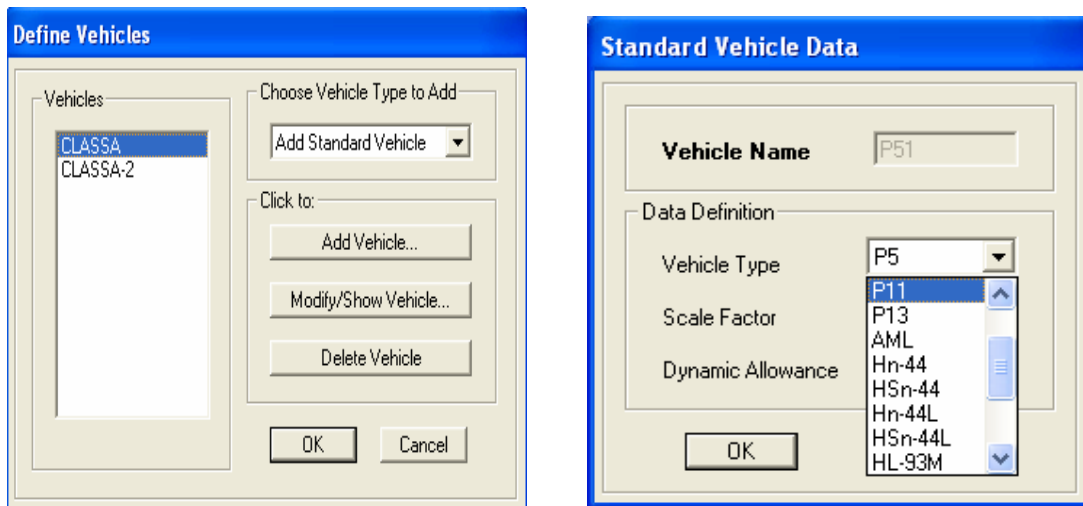 Define Vehicles
Vehicles
CLASSA
CLASSA-2
Choose Vehicle Type to Add
Add Standard Vehicle
Click to:
Add Vehicle...
Modify/Show Vehicle...
Delete Vehicle
OK
Cancel
Standard Vehicle Data
Vehicle Name
P51
Data Definition
Vehicle Type
P5
Scale Factor
Dynamic Allowance
P11
P13
AML
Hn-44
HSn-44
Hn-44L
HSn-44L
HL-93M
OK